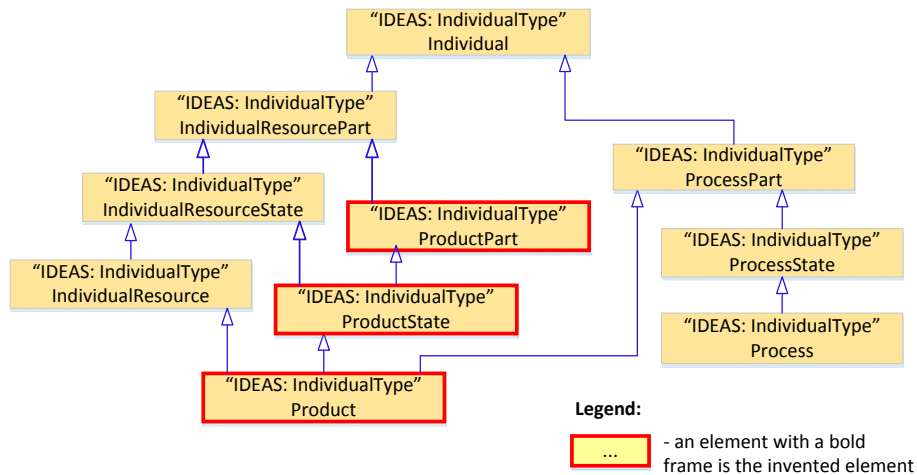 “IDEAS: IndividualType”
Individual
“IDEAS: IndividualType”
IndividualResourcePart
“IDEAS: IndividualType”
ProcessPart
“IDEAS: IndividualType”
IndividualResourceState
“IDEAS: IndividualType”
ProductPart
“IDEAS: IndividualType”
ProcessState
“IDEAS: IndividualType”
IndividualResource
“IDEAS: IndividualType”
ProductState
“IDEAS: IndividualType”
Process
“IDEAS: IndividualType”
Product
Legend:
...
- an element with a bold
frame is the invented element